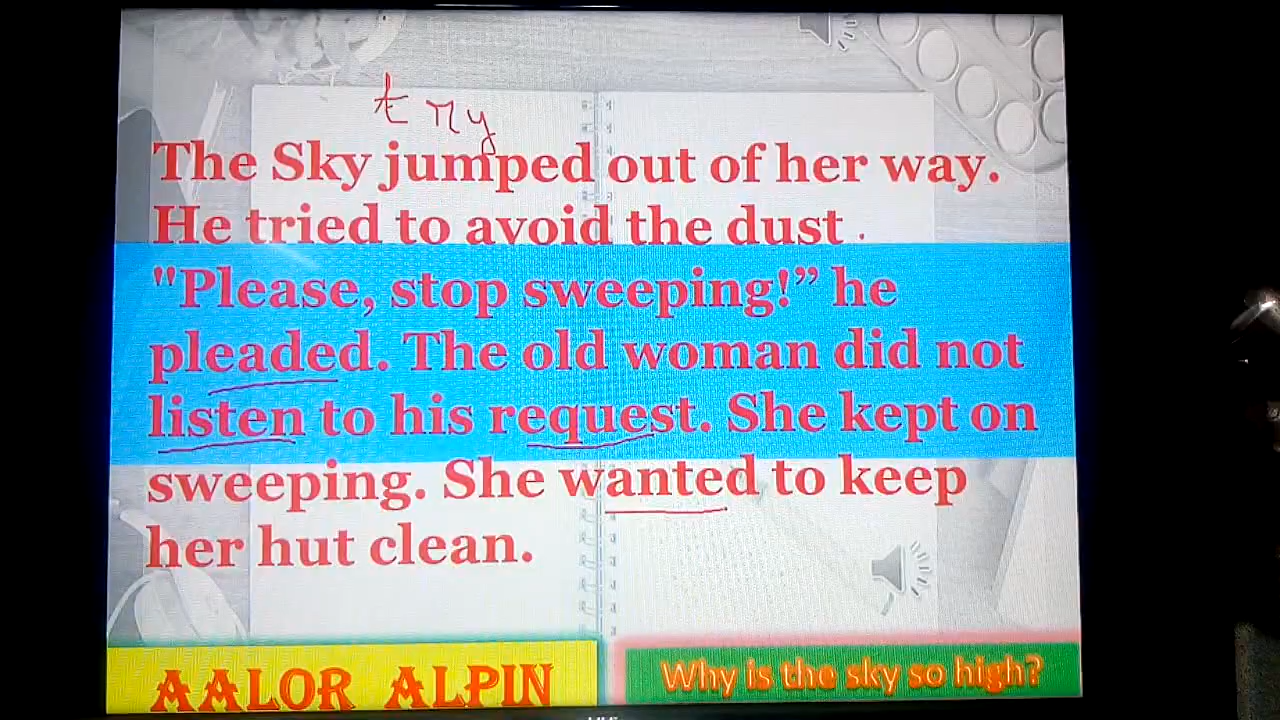 try
The Sky jumped out of her way.
He tried to avoid the dust .
"Please, stop sweeping!” he
pleaded. The old woman did not
listen to his request. She kept on
sweeping. She wanted to keep
her hut clean.
AALOR ALPIN
Why is the sky so high?